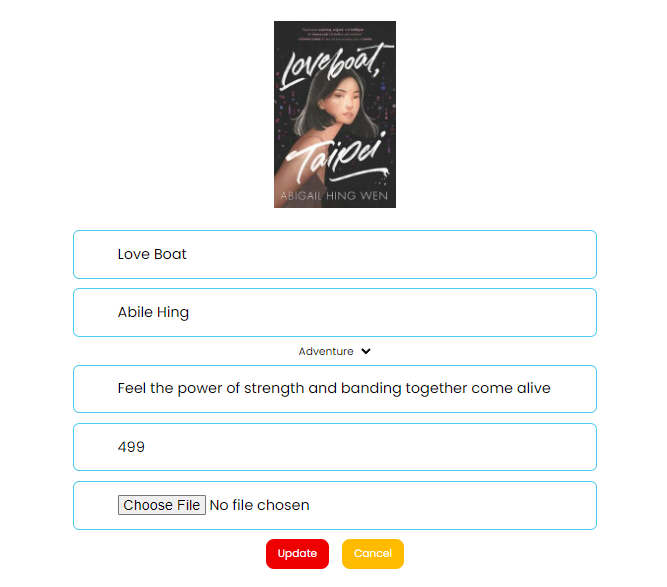 Loveboat,
Taipei
ABIGAIL HING WEN
Love Boat
Abile Hing
Adventure
Feel the power of strength and banding together come alive
499
Choose File No file chosen
Update Cancel